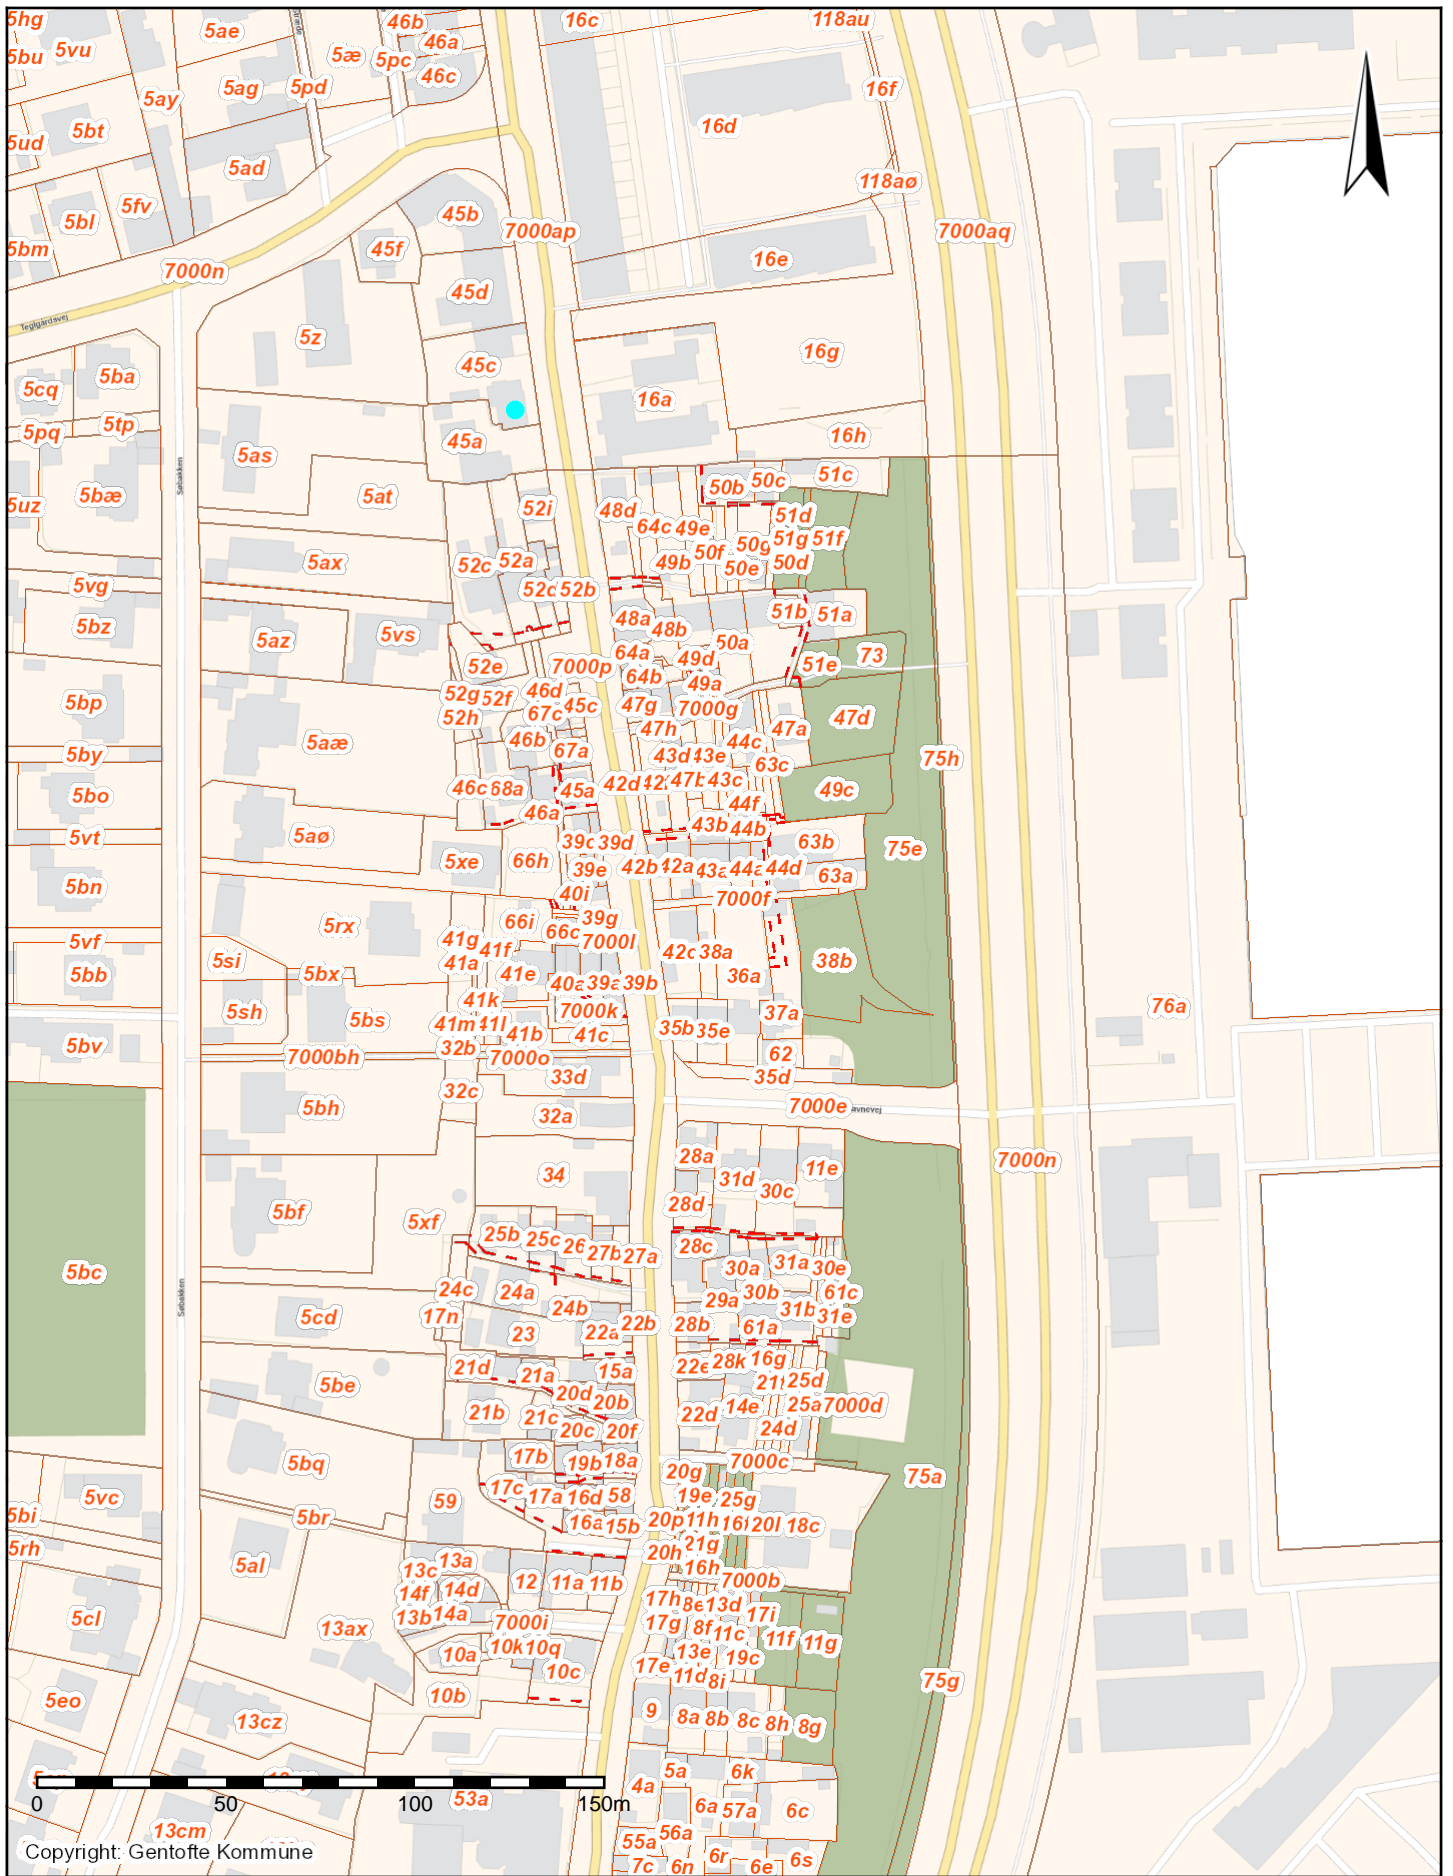 5hg
5vu
5bu
5ae
5æ
46b
46a
5pc
46c
16c
118au
5ay
5ag
5pd
16f
16d
5ud
5bt
5ad
118aø
5bl
5fv
45b
7000ap
7000aq
5bm
45f
7000n
16e
45d
Teglgårdsvej
5z
16g
45c
5cq
5ba
16a
5pq
5tp
16h
45a
5as
Søbakken
5uz
5bæ
5at
50b
50c
51c
52i
48d
64c
49e
51d
51g
51f
50g
50f
50e
50d
49b
5ax
52c
52a
5vg
52b
5bz
48a
48b
51b
51a
5az
5vs
50a
64a
49d
51e
73
52e
7000p
64b
49a
52g
52f
46d
45c
47g
7000g
5bp
52h
67c
47d
47h
47a
5aæ
46b
67a
44c
43d
43e
63c
75h
5by
5bo
46c
68a
45a
42d
43c
49c
46a
44f
5vt
5aø
43b
44b
39d
63b
75e
5xe
66h
39e
42b
42a
44d
63a
5bn
40i
7000f
5rx
66i
39g
66c
7000l
5vf
41g
41f
5si
41a
38a
38b
5bb
5bx
41e
36a
39b
41k
7000k
76a
5sh
5bs
37a
41m
41b
41c
35b
35e
5bv
32b
7000o
62
7000bh
33d
35d
32c
7000e
5bh
32a
28a
11e
7000n
34
31d
30c
28d
5bf
5xf
25b
25c
27b
27a
28c
31a
30e
5bc
30a
24c
24a
30b
61c
29a
31b
24b
Søbakken
5cd
17n
23
22a
22b
28b
61a
31e
21d
21a
15a
22e
28k
16g
5be
20d
25d
20b
21b
21c
22d
14e
25a
7000d
20c
20f
24d
17b
19b
18a
7000c
5bq
20g
75a
5vc
17c
17a
16d
58
19e
25g
59
5bi
5br
16a
15b
20p
11h
20l
18c
5rh
5al
13a
20h
21g
13c
16h
14f
14d
12
11a
11b
7000b
13b
14a
17h
13d
5cl
13ax
7000i
17g
8f
11c
17i
11f
11g
10a
10k
10q
13e
19c
10c
17e
11d
8i
75g
5eo
10b
13cz
9
8a
8b
8c
8h
8g
5a
6k
4a
0
50
100
150m
53a
6a
57a
6c
13cm
56a
55a
Copyright: Gentofte Kommune
7c
6n
6r
6e
6s